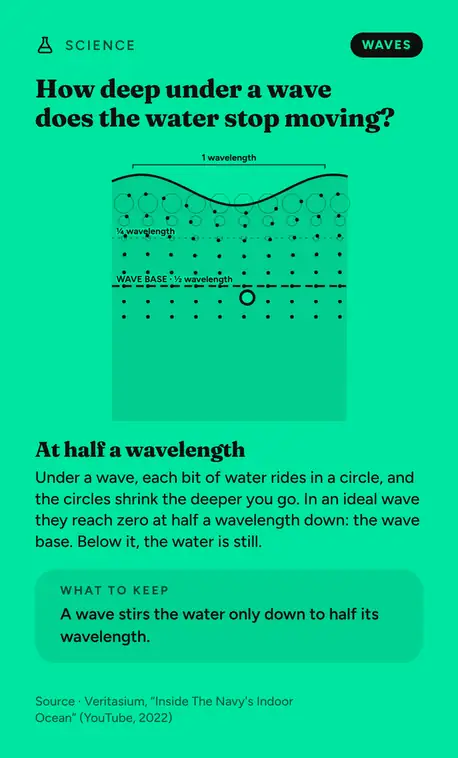 SCIENCE
WAVES
How deep under a wave
does the water stop moving?
1 wavelength
¼ wavelength
WAVE BASE · ½ wavelength
At half a wavelength
Under a wave, each bit of water rides in a circle, and
the circles shrink the deeper you go. In an ideal wave
they reach zero at half a wavelength down: the wave
base. Below it, the water is still.
WHAT TO KEEP
A wave stirs the water only down to half its
wavelength.
Source · Veritasium, “Inside The Navy's Indoor
Ocean” (YouTube, 2022)